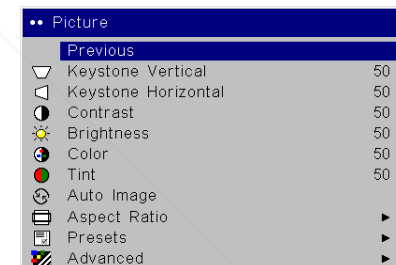 •• Picture
Previous
Keystone Vertical 50
Keystone Horizontal 50
Contrast 50
Brightness 50
Color 50
Tint 50
Auto Image
Aspect Ratio
Presets
Advanced